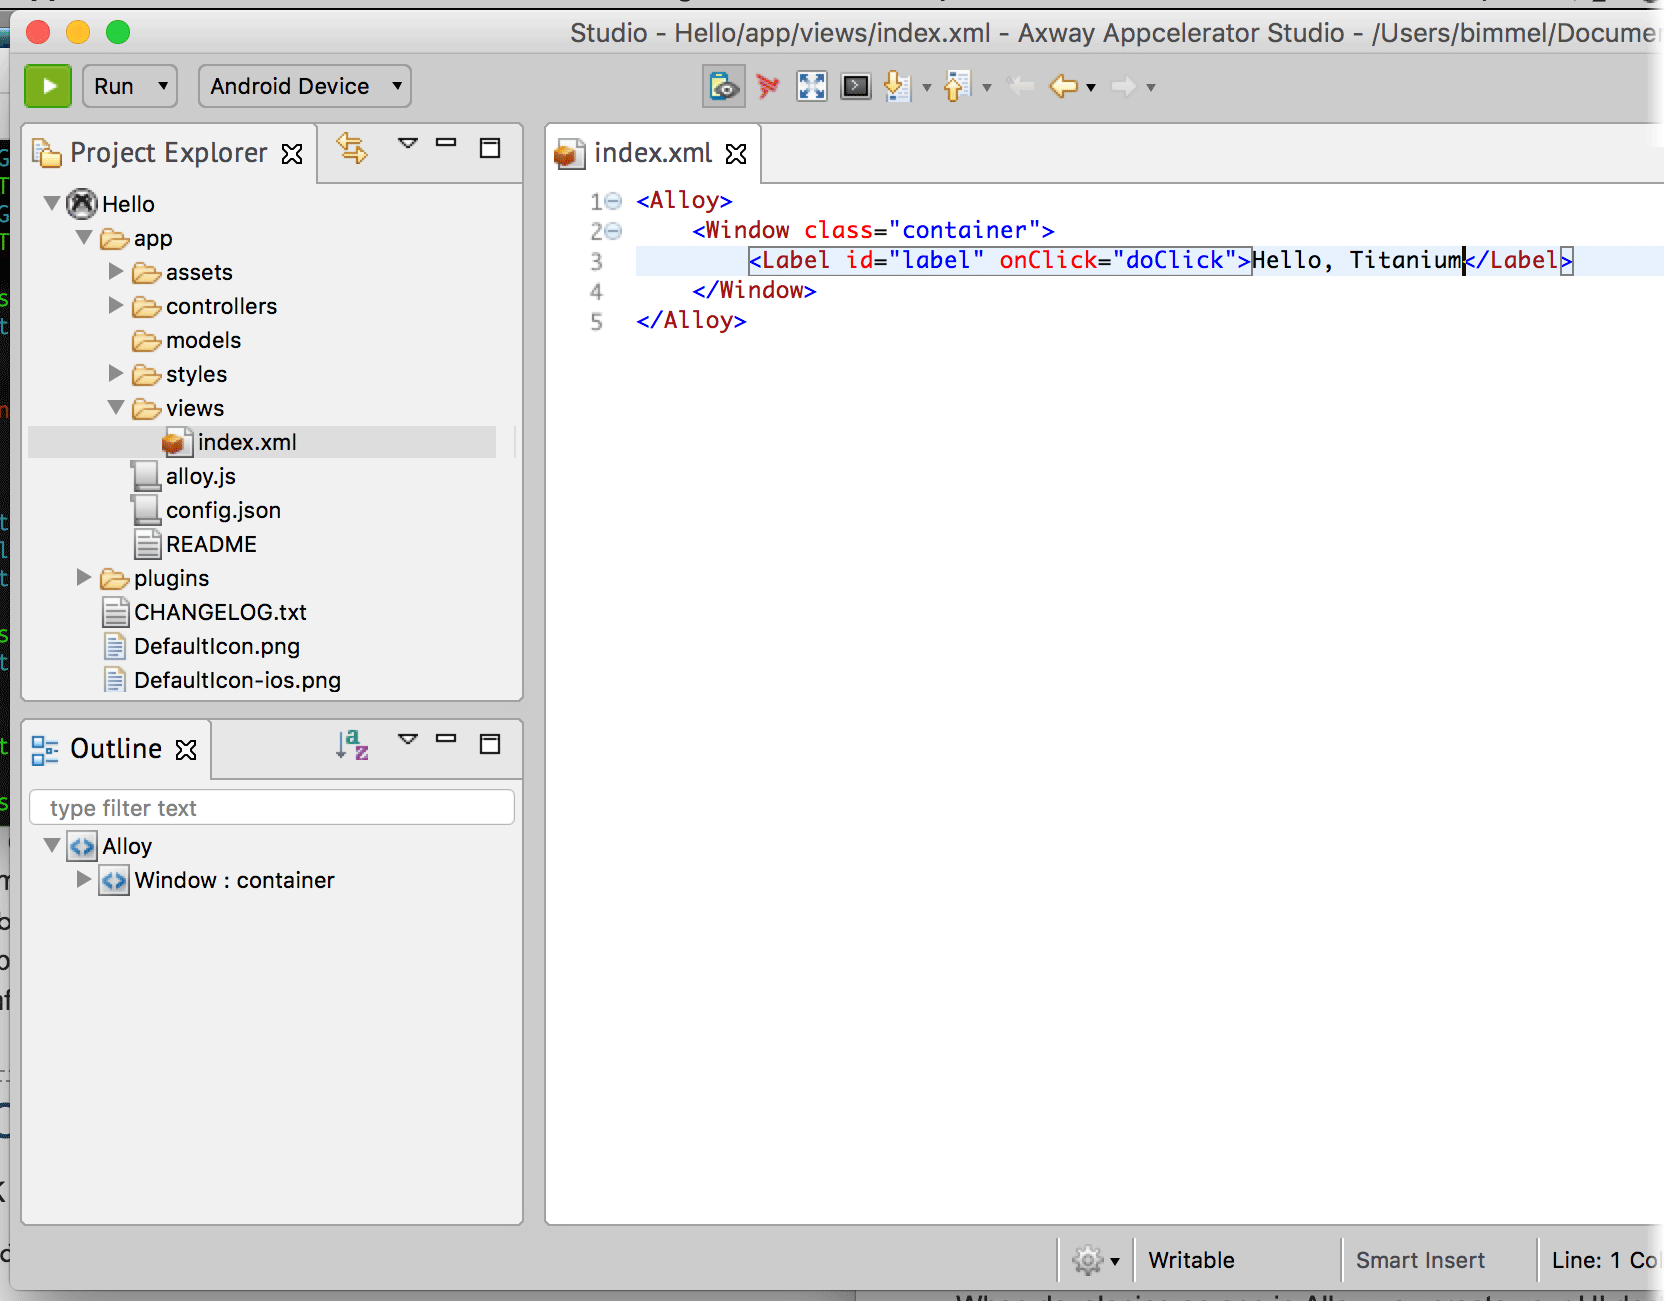 Studio - Hello/app/views/index.xml - Axway Appcelerator Studio - /Users/bimmel/Docume
Run
Android Device
Project Explorer
Hello
app
assets
controllers
models
styles
views
index.xml
alloy.js
config.json
README
plugins
CHANGELOG.txt
DefaultIcon.png
DefaultIcon-ios.png
Outline
type filter text
Alloy
Window : container
index.xml
1 <Alloy>
2 <Window class="container">
3 <Label id="label" onClick="doClick">Hello, Titanium</Label>
4 </Window>
5 </Alloy>
Writable
Smart Insert
Line: 1 Co